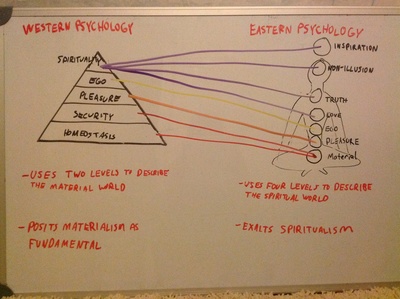 WESTERN PSYCHOLOGY
SPIRITUALITY
EGO
PLEASURE
SECURITY
HOMEOSTASIS
- USES TWO LEVELS TO DESCRIBE
THE MATERIAL WORLD
- POSITS MATERIALISM AS
FUNDAMENTAL
EASTERN PSYCHOLOGY
INSPIRATION
NON-ILLUSION
TRUTH
LOVE
EGO
PLEASURE
Material
- USES FOUR LEVELS TO DESCRIBE
THE SPIRITUAL WORLD
- EXALTS SPIRITUALISM